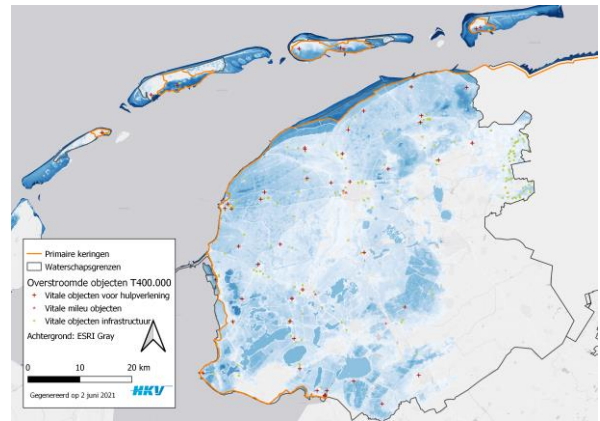 Primaire keringen
Waterschapsgrenzen
Overstroomde objecten T400.000
Vitale objecten voor hulpverlening
Vitale milieu objecten
Vitale objecten infrastructuur
Achtergrond: ESRI Gray
0 10 20 km
HKV
Gegenereerd op 2 juni 2021